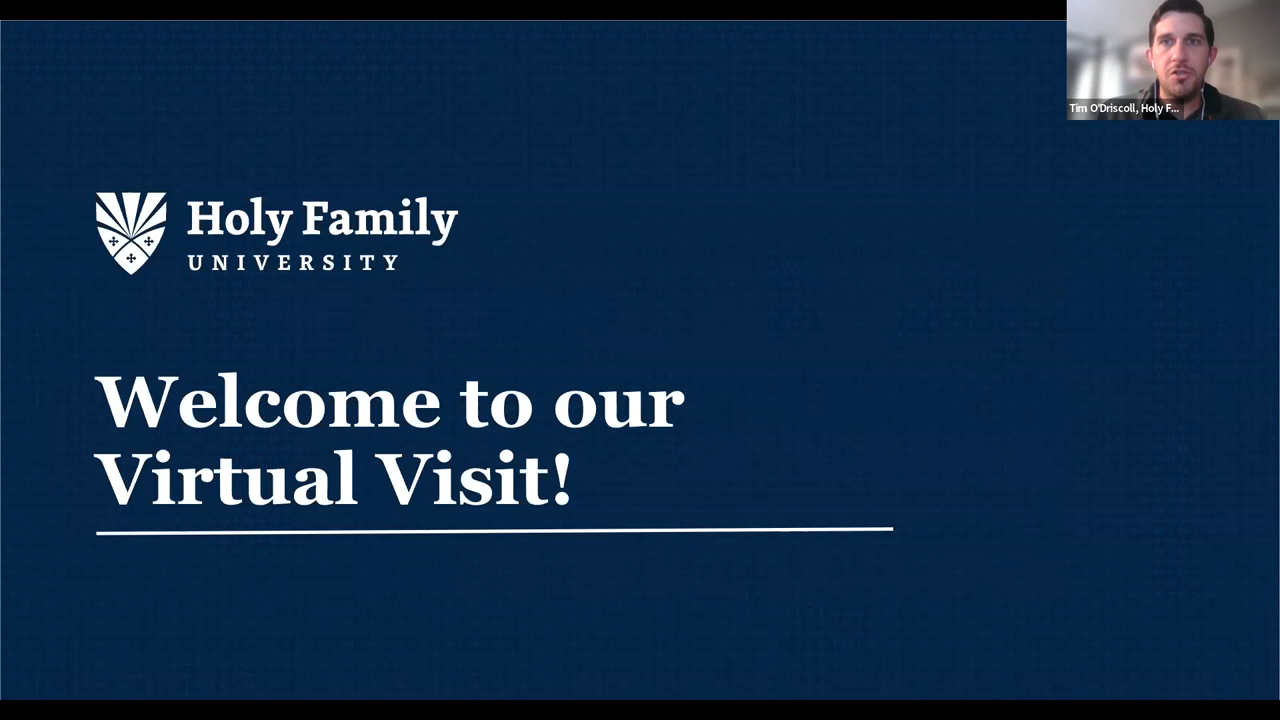 Tim O'Driscoll, Holy F...
Holy Family
UNIVERSITY
Welcome to our
Virtual Visit!